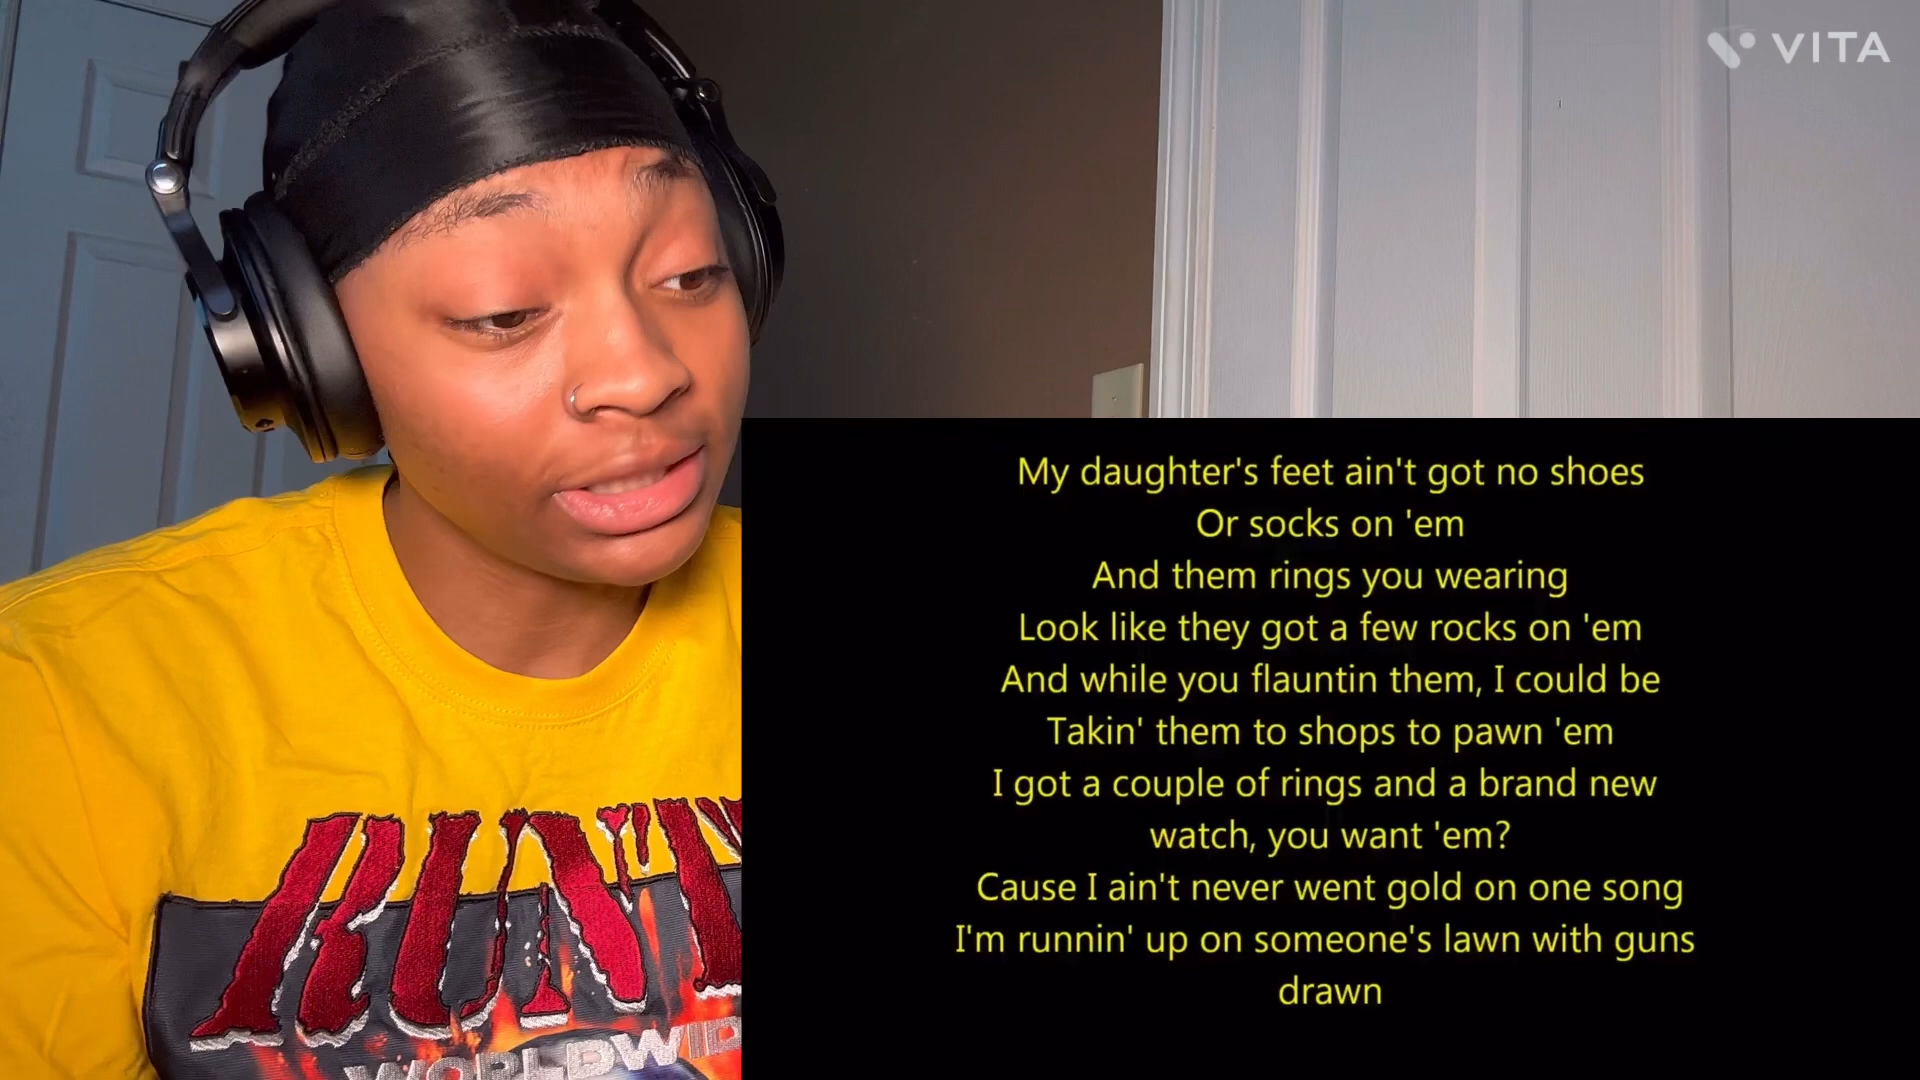 VITA
My daughter's feet ain't got no shoes
Or socks on 'em
And them rings you wearing
Look like they got a few rocks on 'em
And while you flauntin them, I could be
Takin' them to shops to pawn 'em
I got a couple of rings and a brand new
watch, you want 'em?
Cause I ain't never went gold on one song
I'm runnin' up on someone's lawn with guns
drawn